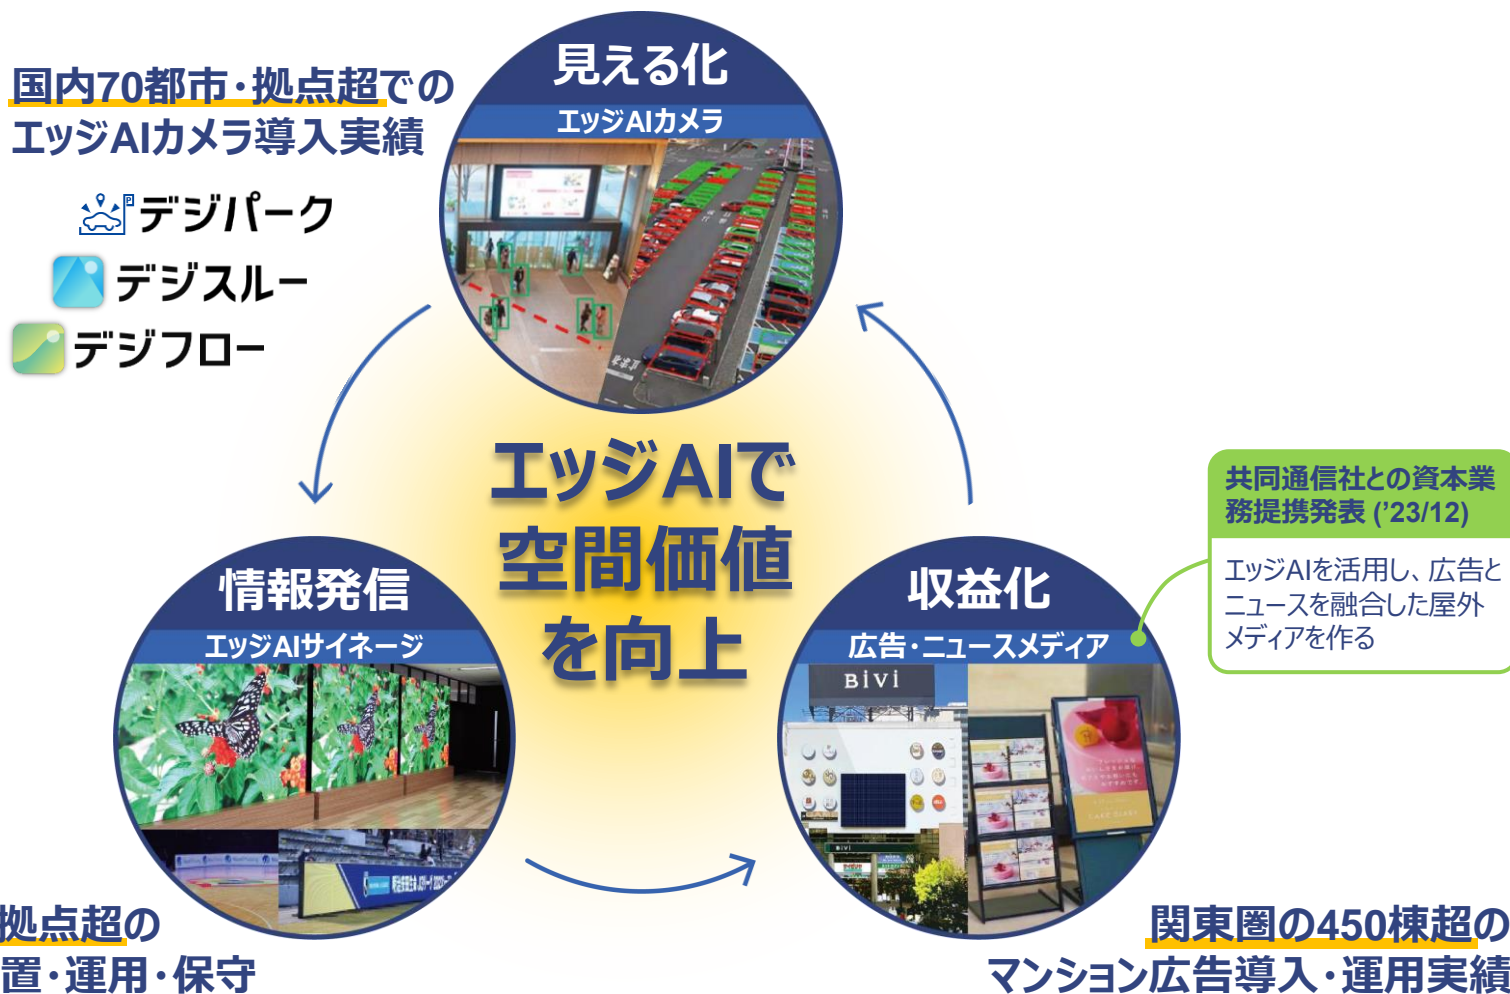 見える化
エッジAIカメラ
国内70都市・拠点超での
エッジAIカメラ導入実績
デジパーク
デジスルー
デジフロー
エッジAIで
空間価値
を向上
情報発信
エッジAIサイネージ
収益化
広告・ニュースメディア
BiVi
BiVi
共同通信社との資本業
務提携発表 (’23/12)
エッジAIを活用し、広告と
ニュースを融合した屋外
メディアを作る
拠点超の
置・運用・保守
関東圏の450棟超の
マンション広告導入・運用実績